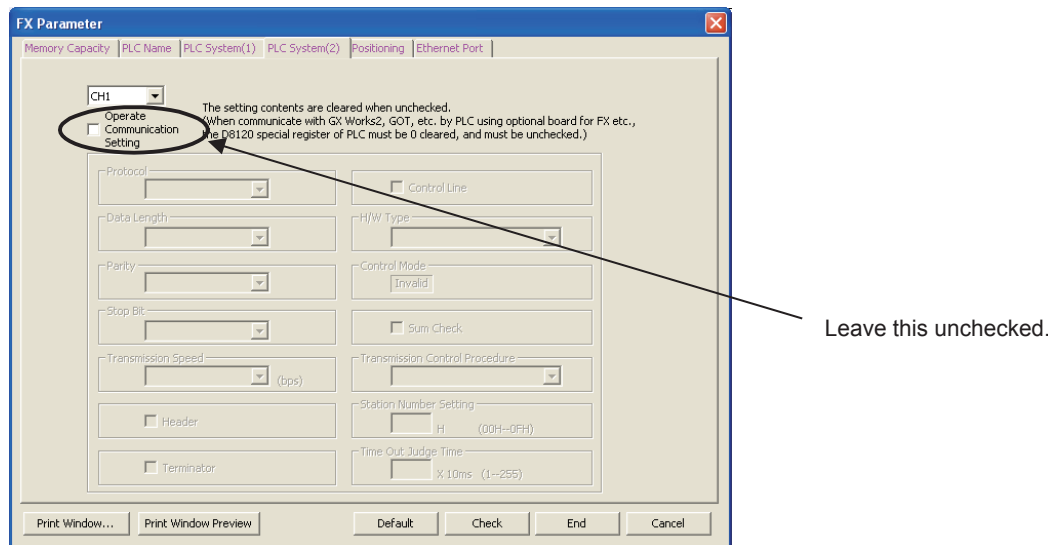 FX Parameter
Memory Capacity PLC Name PLC System(1) PLC System(2) Positioning Ethernet Port
CH1
Operate
Communication
Setting
The setting contents are cleared when unchecked.
(When communicate with GX Works2, GOT, etc. by PLC using optional board for FX etc.,
the D8120 special register of PLC must be 0 cleared, and must be unchecked.)
Protocol
Control Line
Data Length
H/W Type
Parity
Control Mode
Invalid
Stop Bit
Sum Check
Transmission Speed
(bps)
Transmission Control Procedure
Header
Station Number Setting
H (00H--0FH)
Terminator
Time Out Judge Time
X 10ms (1--255)
Leave this unchecked.
Print Window... Print Window Preview Default Check End Cancel